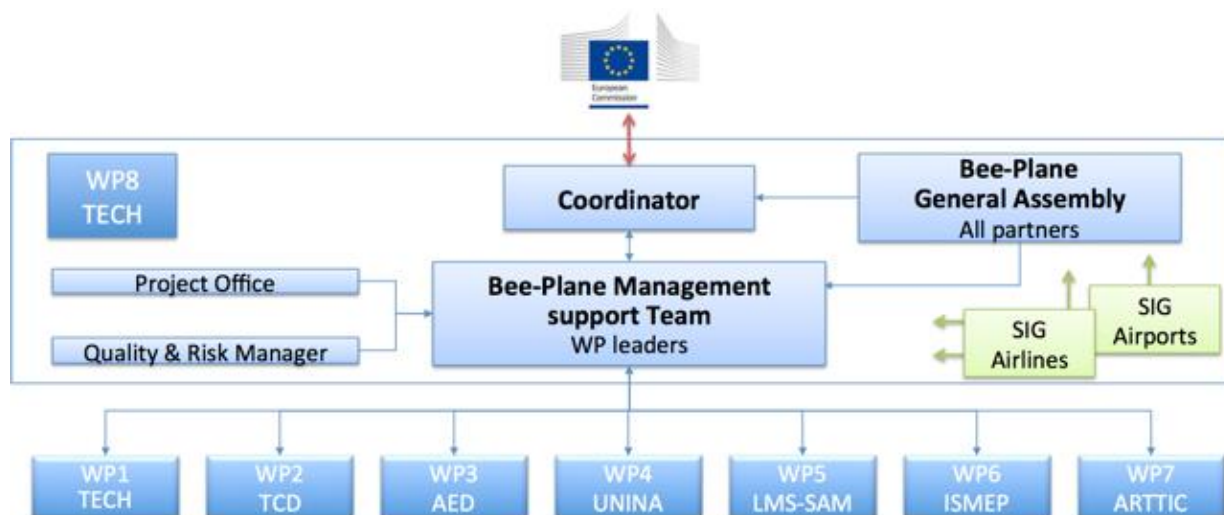 European
Commission
WP8
TECH
Coordinator
Bee-Plane
General Assembly
All partners
Project Office
Quality & Risk Manager
Bee-Plane Management
support Team
WP leaders
SIG
Airlines
SIG
Airports
WP1
TECH
WP2
TCD
WP3
AED
WP4
UNINA
WP5
LMS-SAM
WP6
ISMEP
WP7
ARTTIC